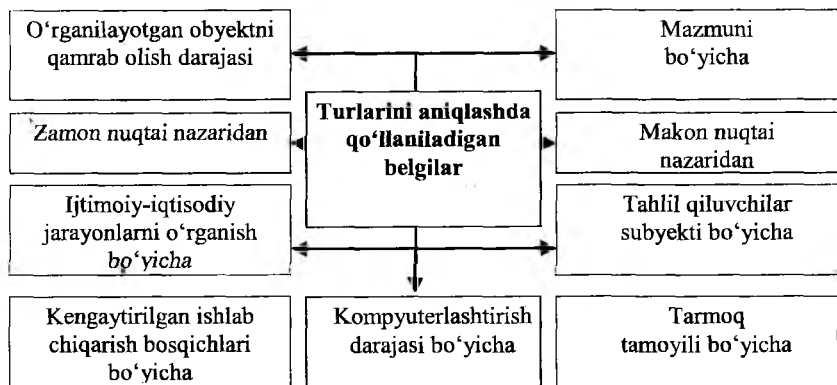 O‘rganilayotgan obyektni
qamrab olish darajasi
Mazmuni
bo‘yicha
Turlarini aniqlashda
qo‘llaniladigan
belgilar
Zamon nuqtai nazaridan
Makon nuqtai
nazaridan
Ijtimoiy-iqtisodiy
jarayonlarni o‘rganish
bo‘yicha
Tahlil qiluvchilar
subyekti bo‘yicha
Kengaytirilgan ishlab
chiqarish bosqichlari
bo‘yicha
Kompyuterlashtirish
darajasi bo‘yicha
Tarmoq
tamoyili bo‘yicha